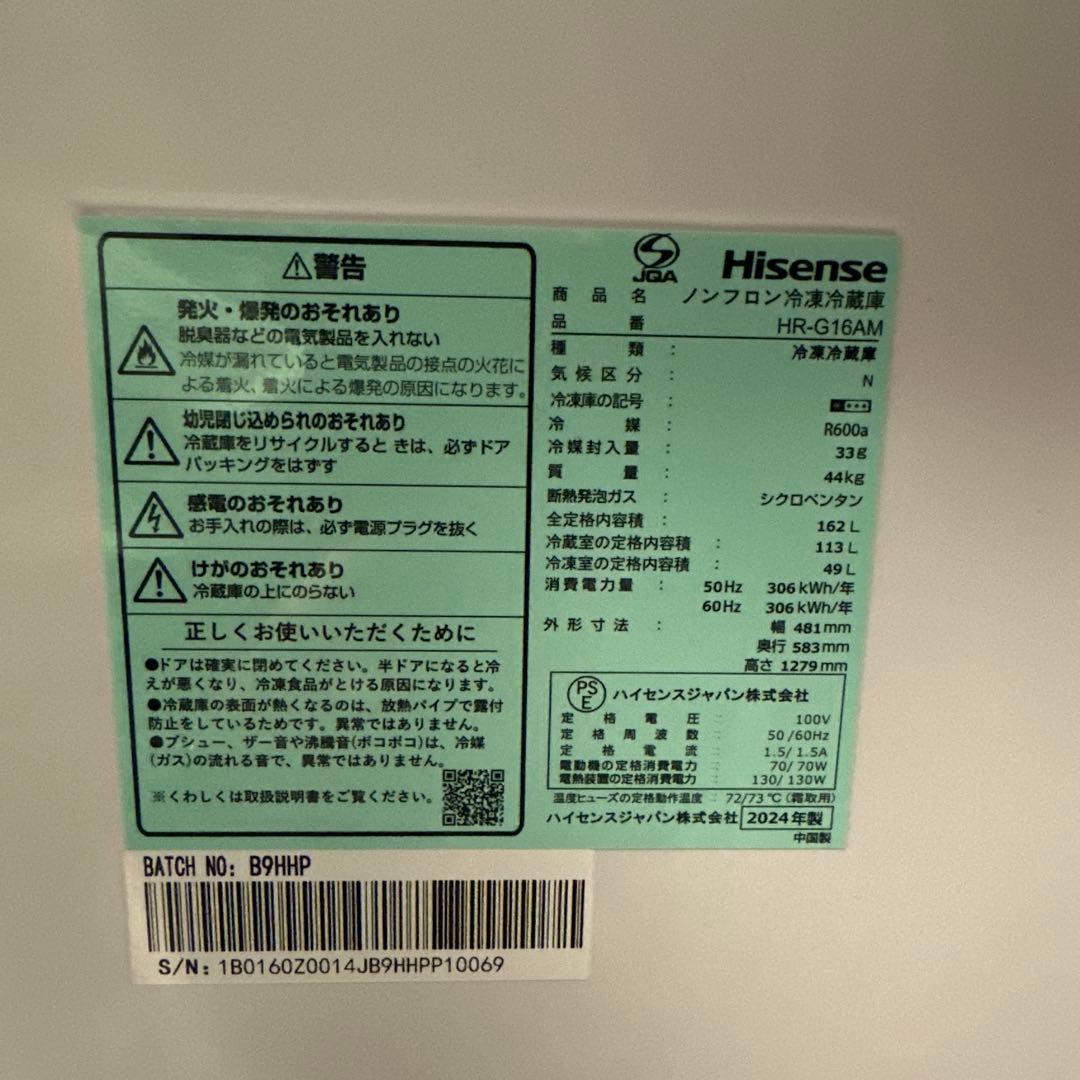 ⚠警告
発火・爆発のおそれあり
脱臭器などの電気製品を入れない
冷媒が漏れていると電気製品の接点の火花に
よる着火、着火による爆発の原因になります。
幼児閉じ込められのおそれあり
冷蔵庫をリサイクルするときは、必ずドア
パッキングをはずす
感電のおそれあり
お手入れの際は、必ず電源プラグを抜く
けがのおそれあり
冷蔵庫の上にのらない
正しくお使いいただくために
●ドアは確実に閉めてください。半ドアになると冷
えが悪くなり、冷凍食品がとける原因になります。
●冷蔵庫の表面が熱くなるのは、放熱パイプで露付
防止をしているためです。異常ではありません。
●プシュー、ザー音や沸騰音(ボコボコ)は、冷媒
(ガス)の流れる音で、異常ではありません。
※くわしくは取扱説明書をご覧ください。
JQA Hisense
商品名 ノンフロン冷凍冷蔵庫
品番 HR-G16AM
種類 : 冷凍冷蔵庫
気候区分 : N
冷凍庫の記号 :
冷媒 : R600a
冷媒封入量 : 33g
質量 : 44kg
断熱発泡ガス : シクロペンタン
全定格内容積 : 162 L
冷蔵室の定格内容積 : 113 L
冷凍室の定格内容積 : 49 L
消費電力量 : 50Hz 306 kWh/年
60Hz 306 kWh/年
外形寸法 : 幅 481mm
奥行 583mm
高さ 1279mm
PSE ハイセンスジャパン株式会社
定格電圧 : 100V
定格周波数 : 50/60Hz
定格電流 : 1.5/1.5A
電動機の定格消費電力 : 70/70W
電熱装置の定格消費電力 : 130/130W
温度ヒューズの定格動作温度 : 72/73℃(霜取用)
ハイセンスジャパン株式会社 2024年製
中国製
BATCH NO: B9HHP
S/N: 1B0160Z0014JB9HHPP10069